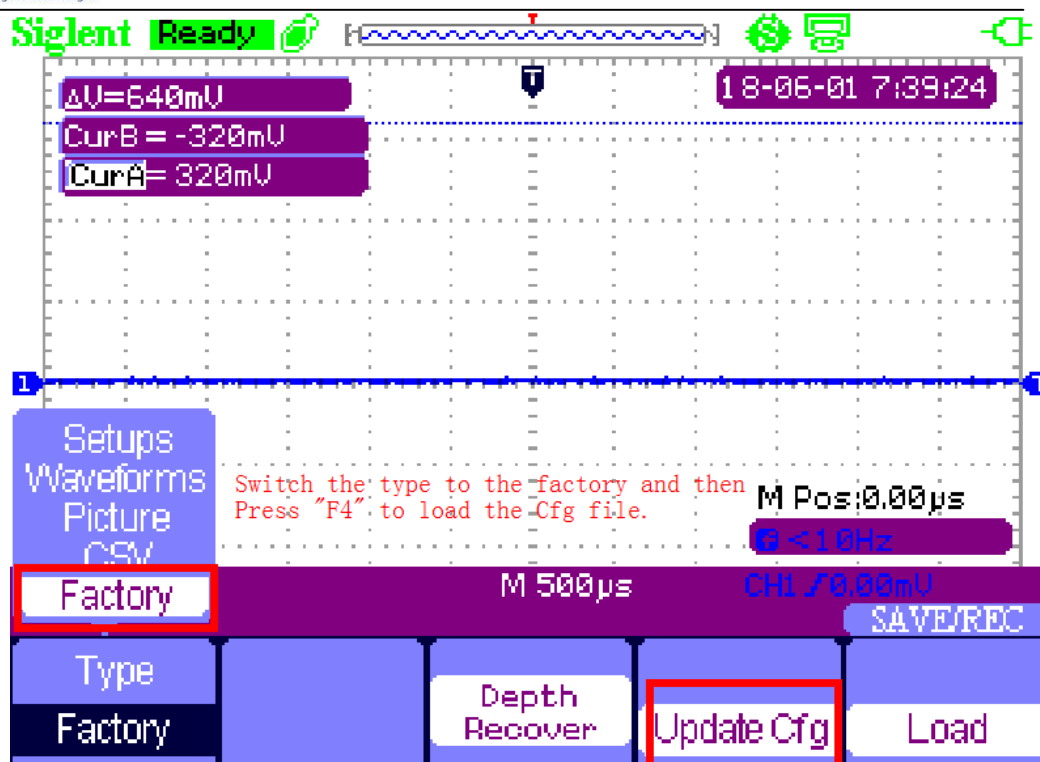 Siglent Ready
T
18-06-01 7:39:24
ΔV=640mV
CurB = -320mV
CurA= 320mV
1
Setups
Waveforms
Picture
CSV
Factory
Switch the type to the factory and then
Press "F4" to load the Cfg file.
M Pos:0.00μs
<10Hz
M 500μs
CH1 0.00mV
SAVE/REC
Type
Factory
Depth
Recover
Update Cfg
Load